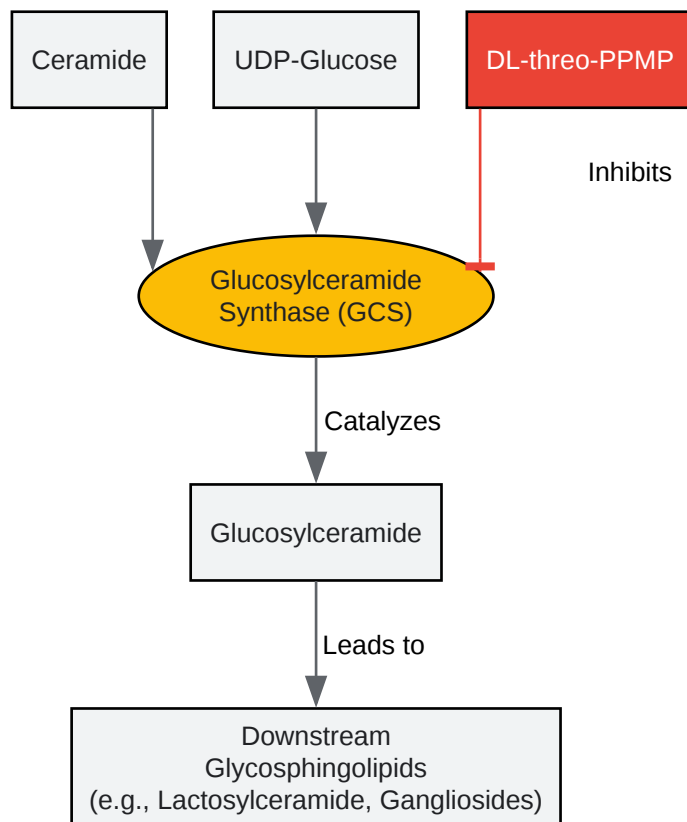 Ceramide
UDP-Glucose
DL-threo-PPMP
Inhibits
Glucosylceramide
Synthase (GCS)
Catalyzes
Glucosylceramide
Leads to
Downstream
Glycosphingolipids
(e.g., Lactosylceramide, Gangliosides)